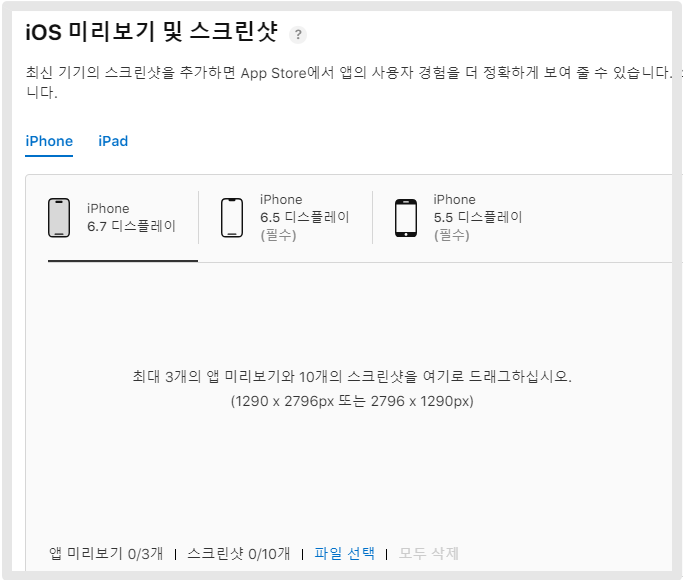 iOS 미리보기 및 스크린샷 ?
최신 기기의 스크린샷을 추가하면 App Store에서 앱의 사용자 경험을 더 정확하게 보여 줄 수 있습니다.
니다.
iPhone iPad
iPhone
6.7 디스플레이
iPhone
6.5 디스플레이
(필수)
iPhone
5.5 디스플레이
(필수)
최대 3개의 앱 미리보기와 10개의 스크린샷을 여기로 드래그하십시오.
(1290 x 2796px 또는 2796 x 1290px)
앱 미리보기 0/3개 | 스크린샷 0/10개 | 파일 선택 | 모두 삭제